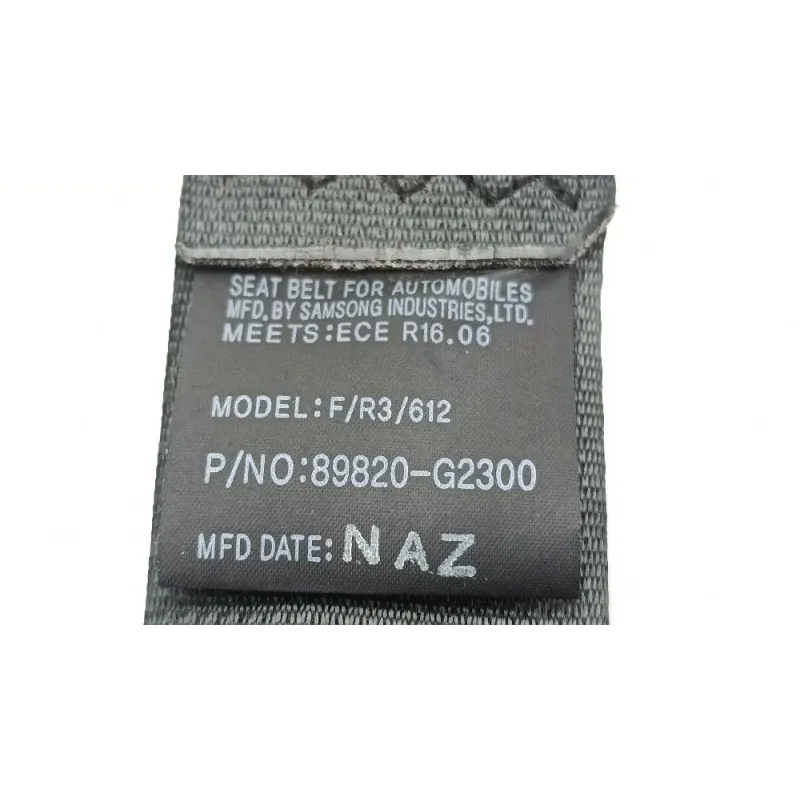 SEAT BELT FOR AUTOMOBILES
MFD.BY SAMSONG INDUSTRIES,LTD.
MEETS:ECE R16.06
MODEL:F/R3/612
P/NO:89820-G2300
MFD DATE:NAZ